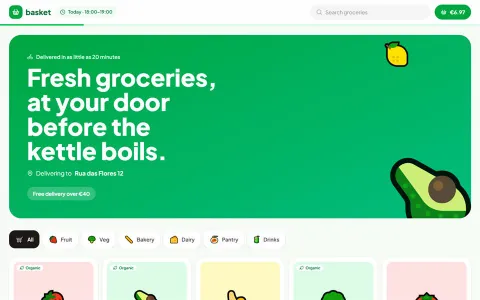 basket
Today · 18:00–19:00
Search groceries
€6.97
Delivered in as little as 20 minutes
Fresh groceries,
at your door
before the
kettle boils.
Delivering to Rua das Flores 12
Free delivery over €40
All
Fruit
Veg
Bakery
Dairy
Pantry
Drinks
Organic
Organic
Organic
Organic